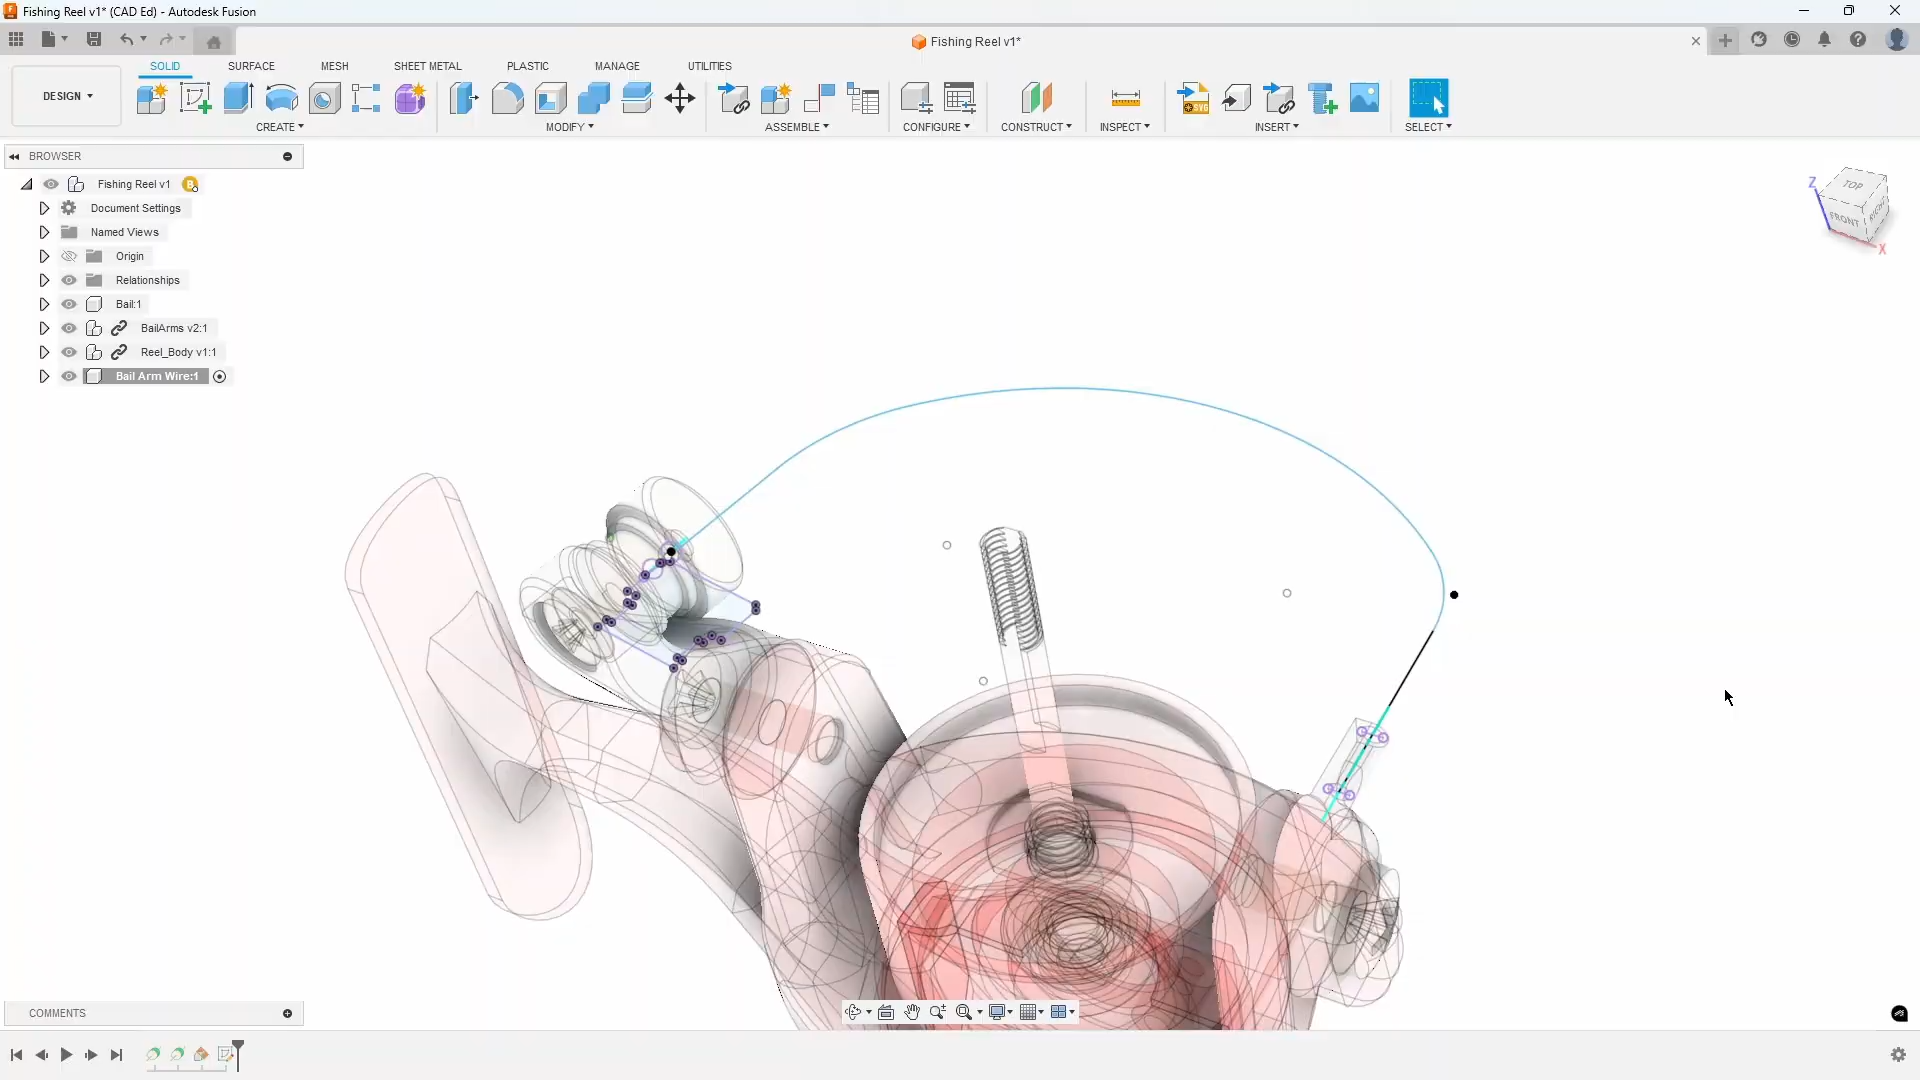 Fishing Reel v1* (CAD Ed) - Autodesk Fusion
Fishing Reel v1*
DESIGN
SOLID SURFACE MESH SHEET METAL PLASTIC MANAGE UTILITIES
CREATE MODIFY ASSEMBLE CONFIGURE CONSTRUCT INSPECT INSERT SELECT
SVG
BROWSER
Fishing Reel v1
Document Settings
Named Views
Origin
Relationships
Bail:1
BailArms v2:1
Reel_Body v1:1
Bail Arm Wire:1
Z
TOP
FRONT
RIGHT
X
COMMENTS